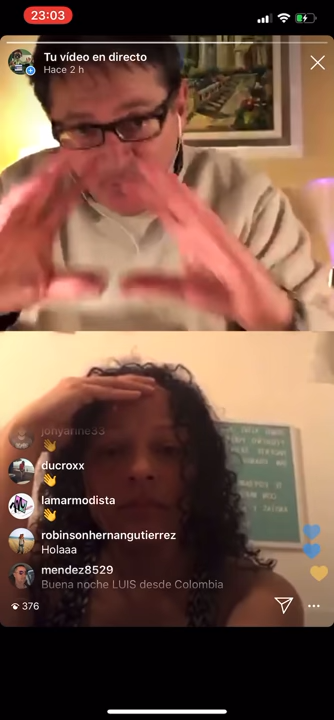 23:03
Tu vídeo en directo
Hace 2 h
johyanne33
👋
ducroxx
👋
lamarmodista
👋
robinsonhernangutierrez
Holaaa
mendez8529
Buena noche LUIS desde Colombia
376